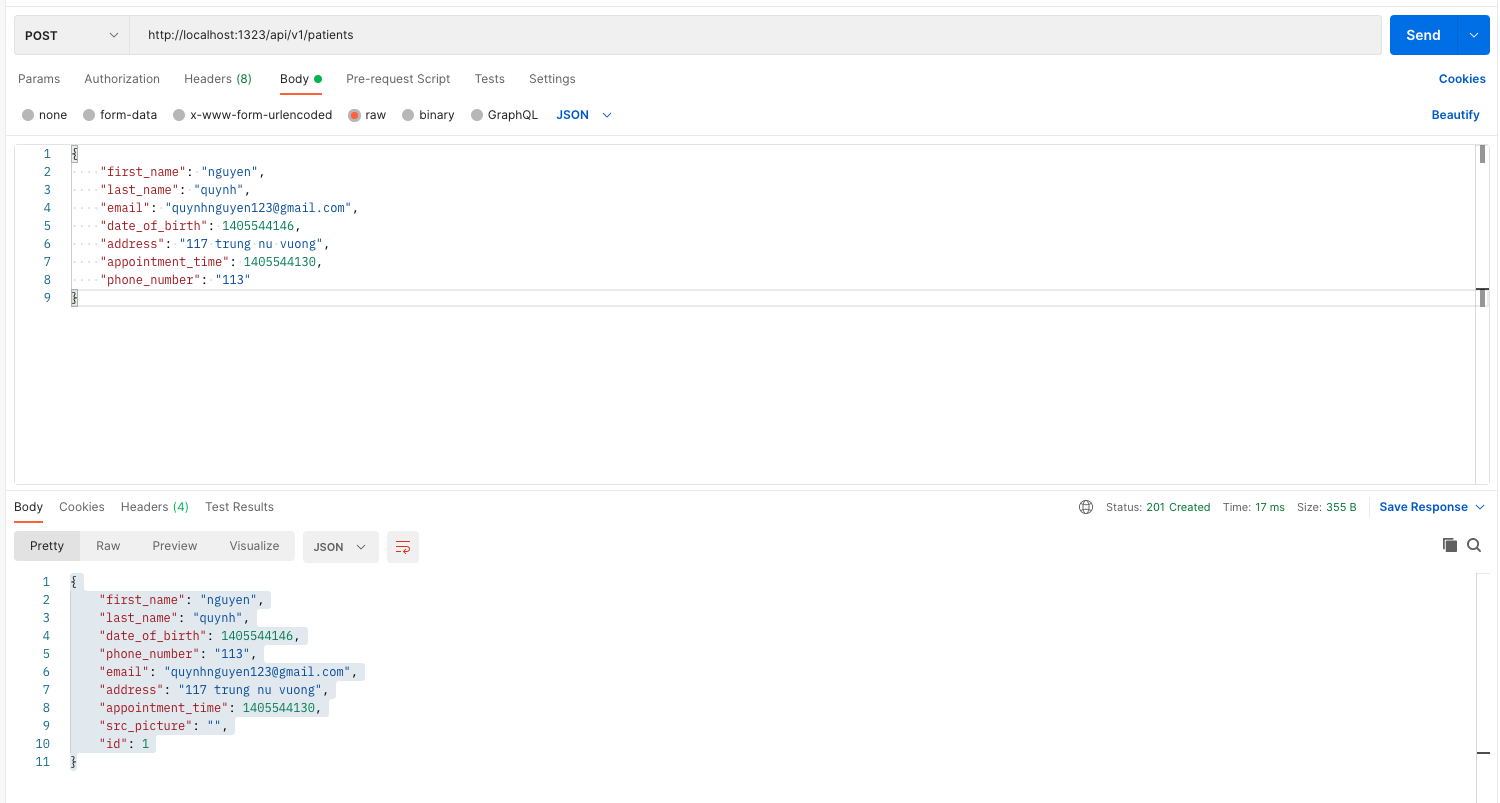 POST http://localhost:1323/api/v1/patients Send
Params Authorization Headers (8) Body Pre-request Script Tests Settings Cookies
none form-data x-www-form-urlencoded raw binary GraphQL JSON Beautify
1 {
2 "first_name": "nguyen",
3 "last_name": "quynh",
4 "email": "quynhnguyen123@gmail.com",
5 "date_of_birth": 1405544146,
6 "address": "117 trung nu vuong",
7 "appointment_time": 1405544130,
8 "phone_number": "113"
9 }
Body Cookies Headers (4) Test Results Status: 201 Created Time: 17 ms Size: 355 B Save Response
Pretty Raw Preview Visualize JSON
1 {
2 "first_name": "nguyen",
3 "last_name": "quynh",
4 "date_of_birth": 1405544146,
5 "phone_number": "113",
6 "email": "quynhnguyen123@gmail.com",
7 "address": "117 trung nu vuong",
8 "appointment_time": 1405544130,
9 "src_picture": "",
10 "id": 1
11 }